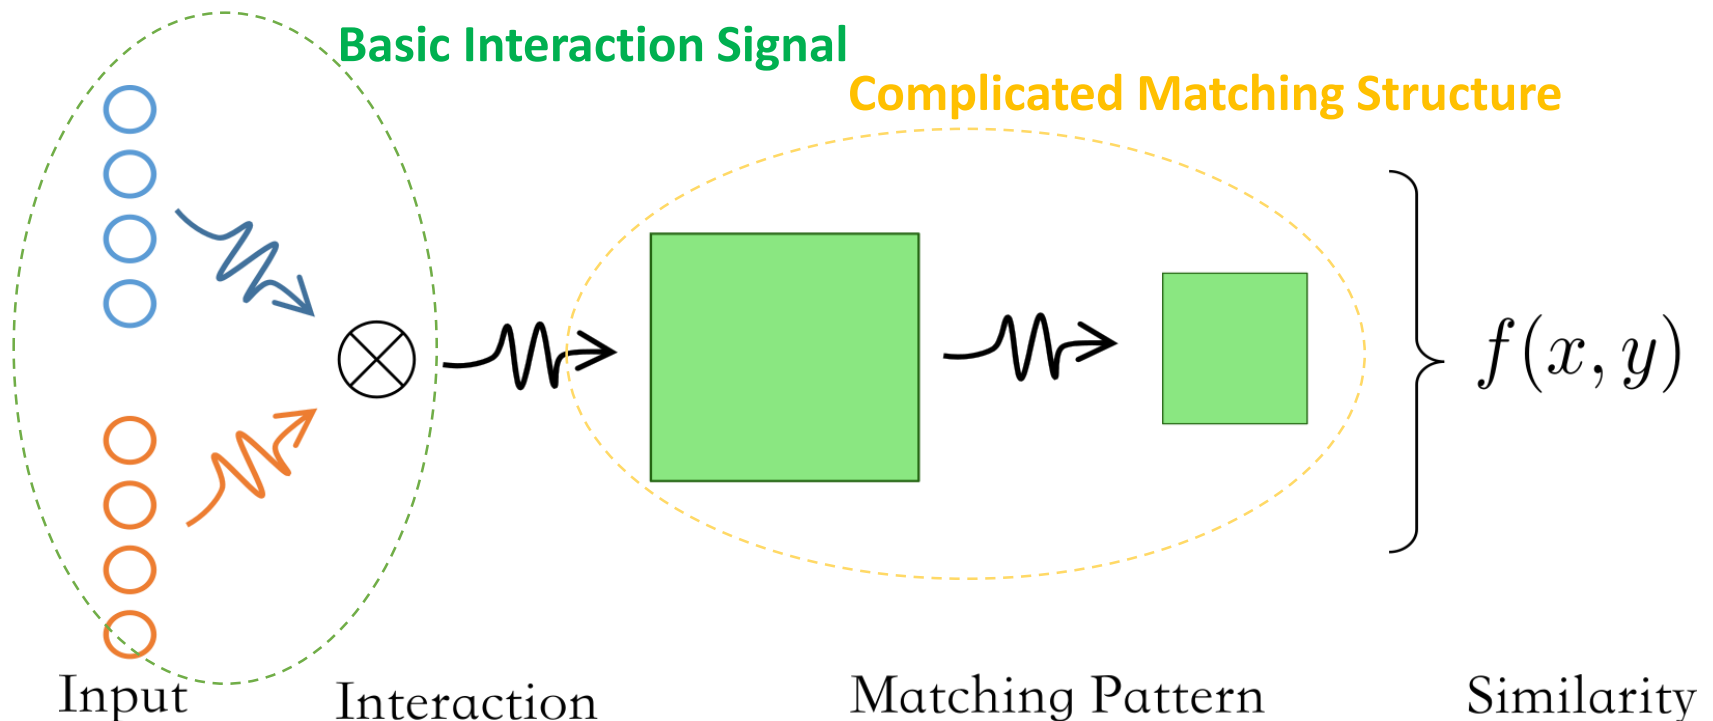 Basic Interaction Signal
Complicated Matching Structure
f(x, y)
Input
Interaction
Matching Pattern
Similarity